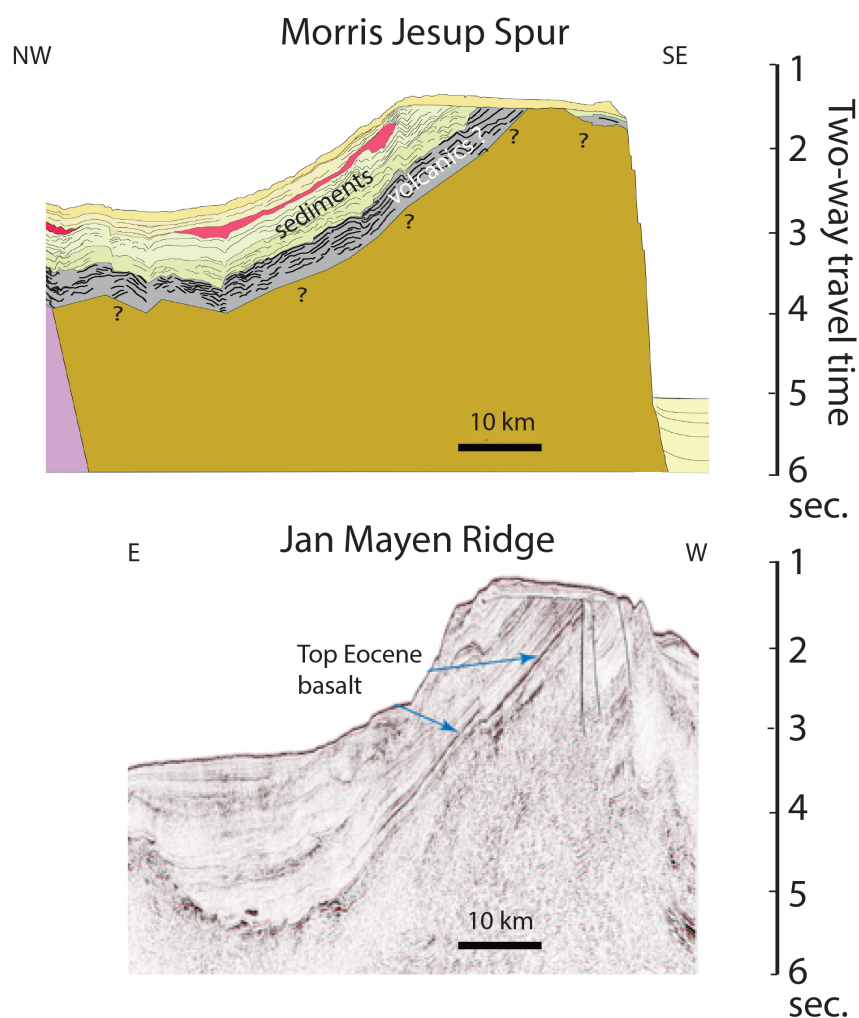 Morris Jesup Spur
NW
SE
1
2
3
4
5
6
sec.
Two-way travel time
sediments
volcanics ?
?
?
?
?
?
10 km
Jan Mayen Ridge
E
W
1
2
3
4
5
6
sec.
Top Eocene
basalt
10 km